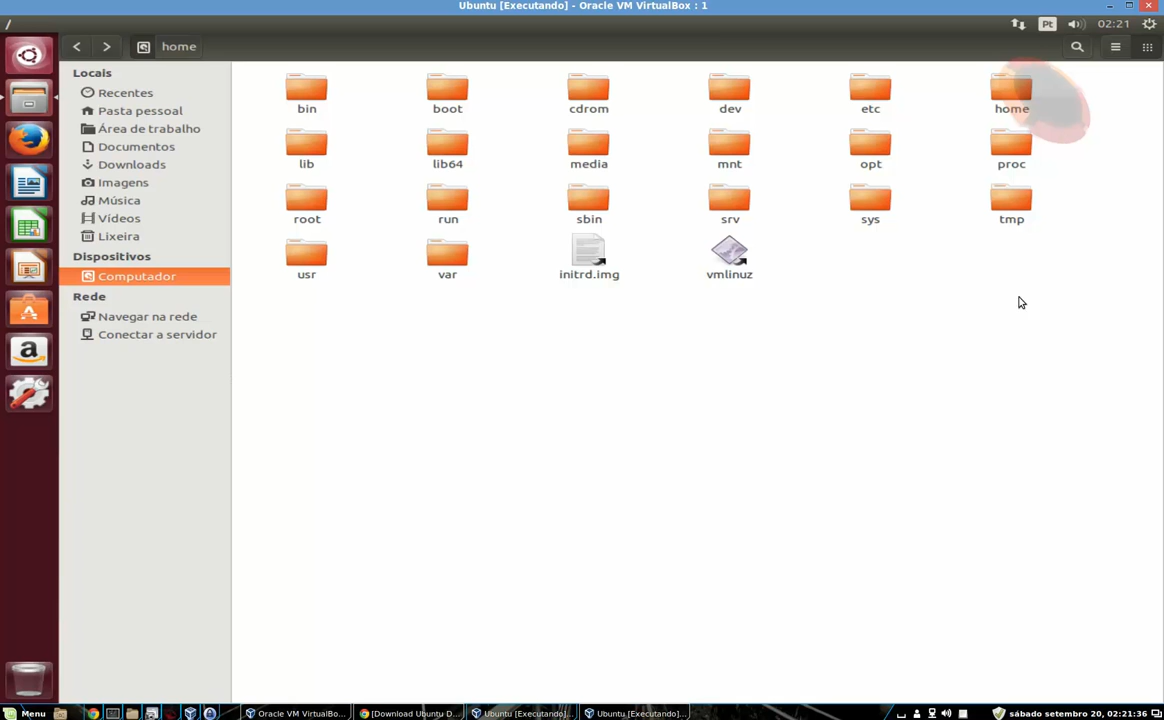 Ubuntu [Executando] - Oracle VM VirtualBox : 1
/
Pt
02:21
home
Locais
Recentes
Pasta pessoal
Área de trabalho
Documentos
Downloads
Imagens
Música
Vídeos
Lixeira
Dispositivos
Computador
Rede
Navegar na rede
Conectar a servidor
bin boot cdrom dev etc home
lib lib64 media mnt opt proc
root run sbin srv sys tmp
usr var initrd.img vmlinuz
a
Menu
Oracle VM VirtualBo...
[Download Ubuntu D...
Ubuntu [Executando]...
Ubuntu [Executando]...
sábado setembro 20, 02:21:36